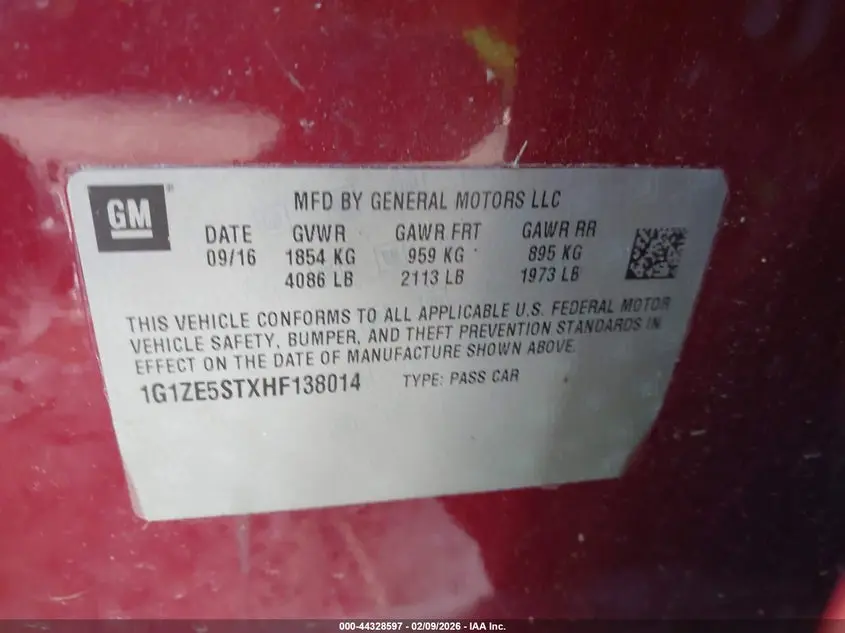 GM
MFD BY GENERAL MOTORS LLC
DATE GVWR GAWR FRT GAWR RR
09/16 1854 KG 959 KG 895 KG
4086 LB 2113 LB 1973 LB
THIS VEHICLE CONFORMS TO ALL APPLICABLE U.S. FEDERAL MOTOR
VEHICLE SAFETY, BUMPER, AND THEFT PREVENTION STANDARDS IN
EFFECT ON THE DATE OF MANUFACTURE SHOWN ABOVE.
1G1ZE5STXHF138014 TYPE: PASS CAR
000-44328597 - 02/09/2026 - IAA Inc.